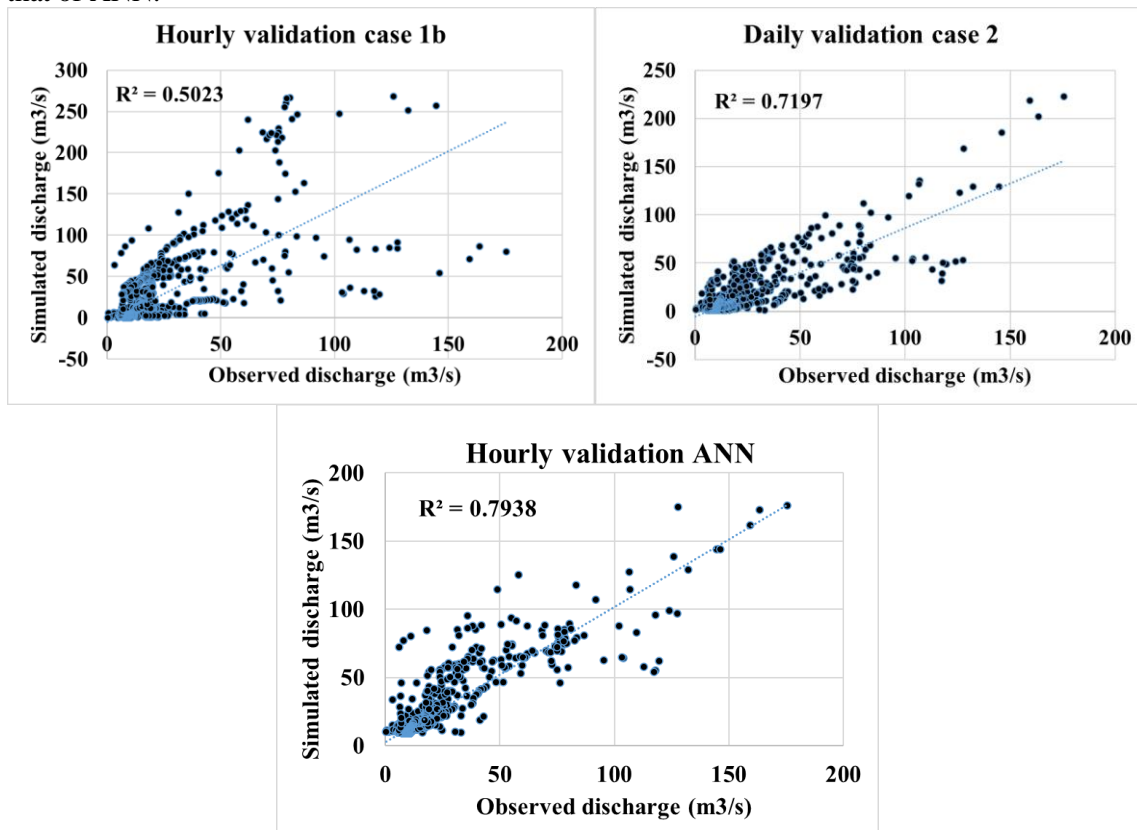 that of ANN.
Hourly validation case 1b
R² = 0.5023
Simulated discharge (m3/s)
300
250
200
150
100
50
0
-50
0 50 100 150 200
Observed discharge (m3/s)
Daily validation case 2
R² = 0.7197
Simulated discharge (m3/s)
250
200
150
100
50
0
-50
0 50 100 150 200
Observed discharge (m3/s)
Hourly validation ANN
R² = 0.7938
Simulated discharge (m3/s)
200
150
100
50
0
0 50 100 150 200
Observed discharge (m3/s)